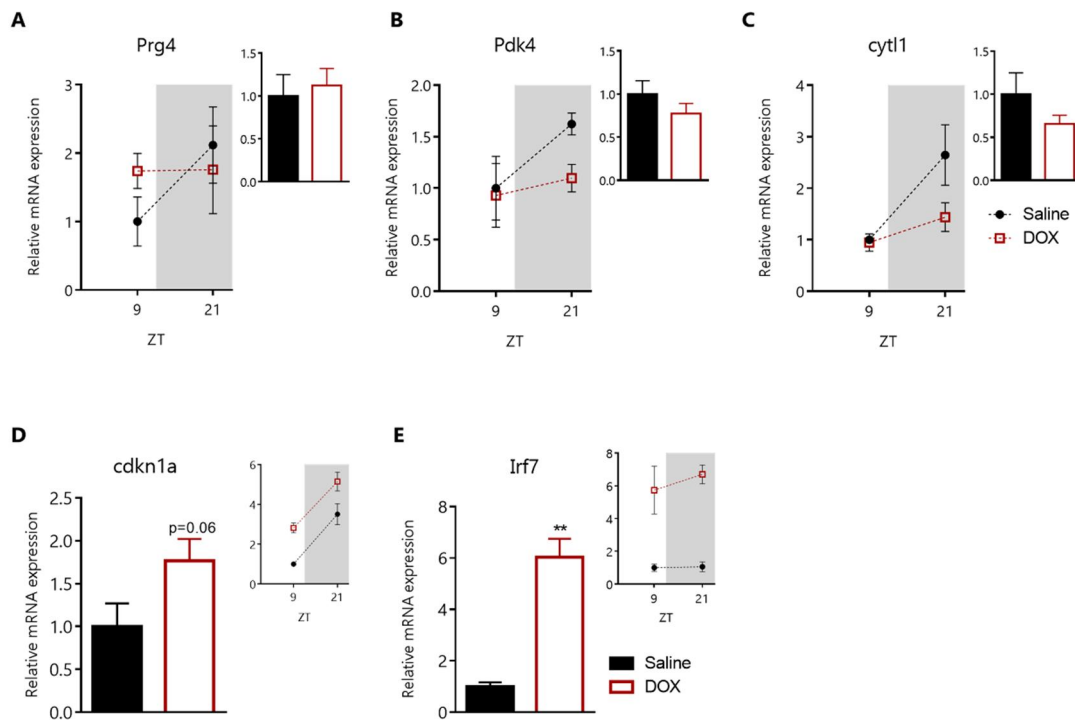 A
Prg4
Relative mRNA expression
3
2
1
0
9
21
ZT
1.5
1.0
0.5
0.0
B
Pdk4
Relative mRNA expression
2.0
1.5
1.0
0.5
0.0
9
21
ZT
1.5
1.0
0.5
0.0
C
cytl1
Relative mRNA expression
4
3
2
1
0
9
21
ZT
1.5
1.0
0.5
0.0
Saline
DOX
D
cdkn1a
Relative mRNA expression
2.5
2.0
1.5
1.0
0.5
0.0
p=0.06
6
4
2
0
9
21
ZT
E
Irf7
Relative mRNA expression
8
6
4
2
0
**
8
6
4
2
0
9
21
ZT
Saline
DOX